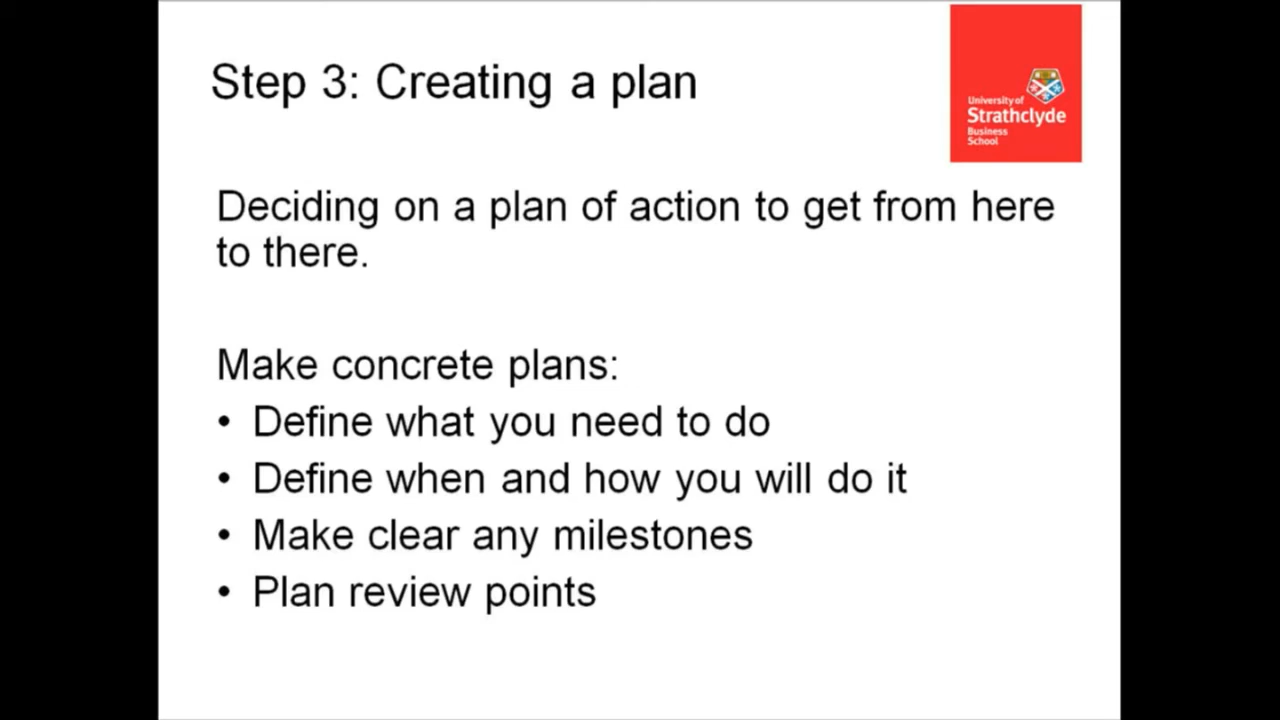 Step 3: Creating a plan
University of
Strathclyde
Business
School
Deciding on a plan of action to get from here
to there.
Make concrete plans:
• Define what you need to do
• Define when and how you will do it
• Make clear any milestones
• Plan review points